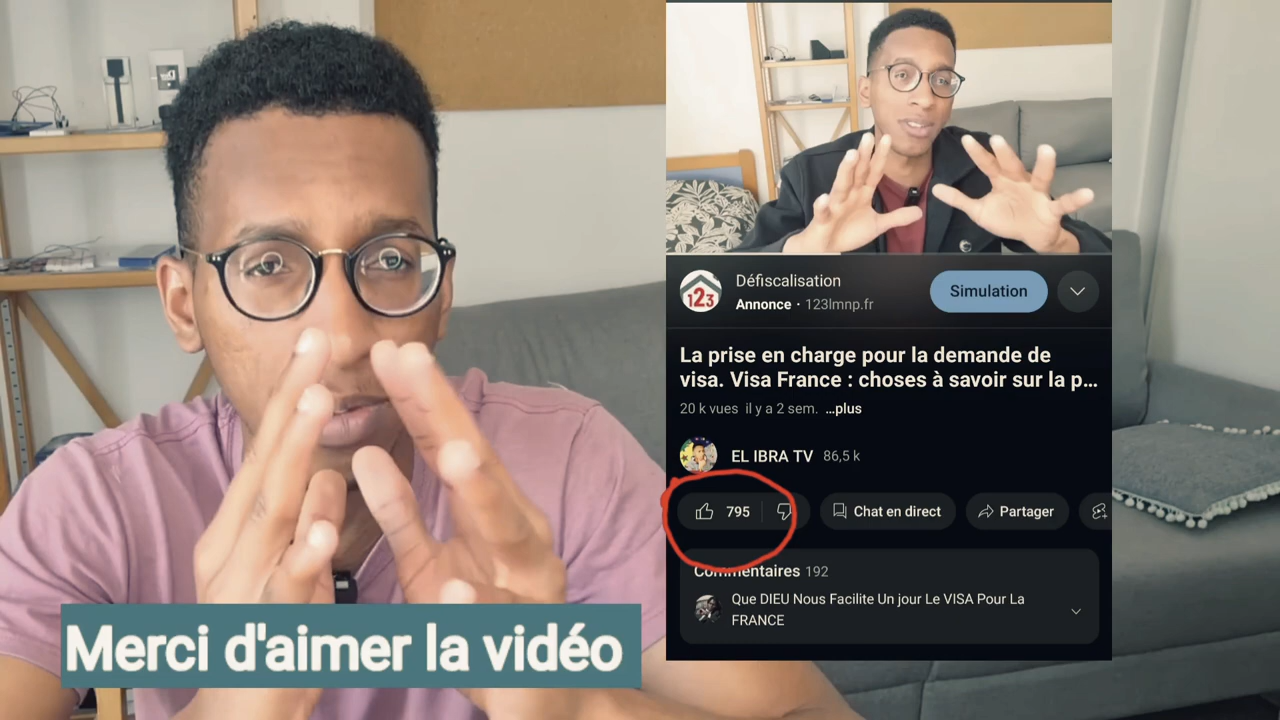 Défiscalisation
Annonce · 123lmnp.fr
123
Simulation
La prise en charge pour la demande de
visa. Visa France : choses à savoir sur la p...
20 k vues il y a 2 sem. ...plus
EL IBRA TV 86,5 k
795
Chat en direct
Partager
Commentaires 192
Que DIEU Nous Facilite Un jour Le VISA Pour La
FRANCE
Merci d'aimer la vidéo